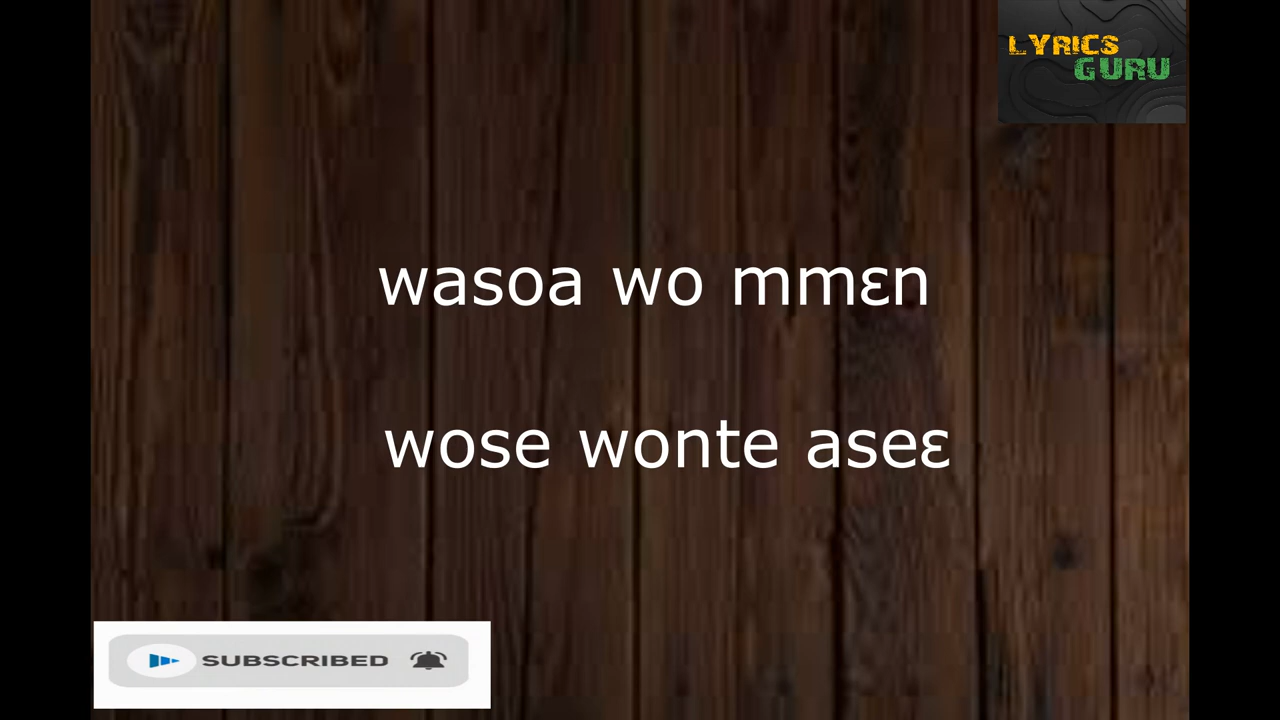 LYRICS
GURU
wasoa wo mmɛn
wose wonte aseɛ
SUBSCRIBED